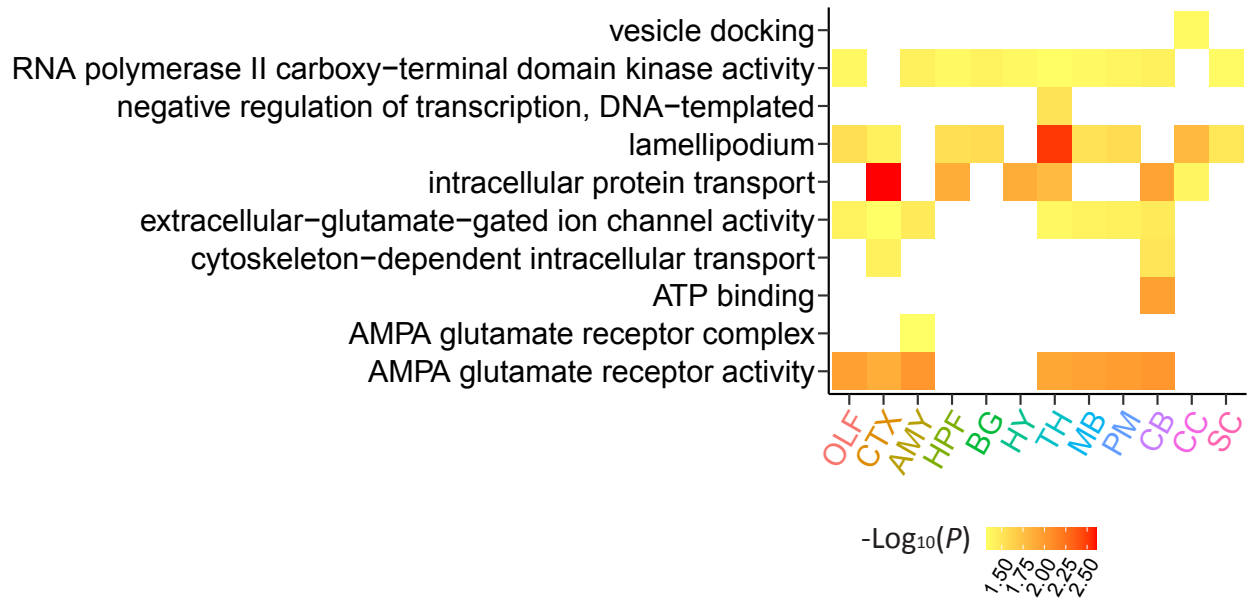 vesicle docking
RNA polymerase II carboxy−terminal domain kinase activity
negative regulation of transcription, DNA−templated
lamellipodium
intracellular protein transport
extracellular−glutamate−gated ion channel activity
cytoskeleton−dependent intracellular transport
ATP binding
AMPA glutamate receptor complex
AMPA glutamate receptor activity
OLF CTX AMY HPF BG HY TH MB PM CB CC SC
-Log₁₀(P)
1.50 1.75 2.00 2.25 2.50